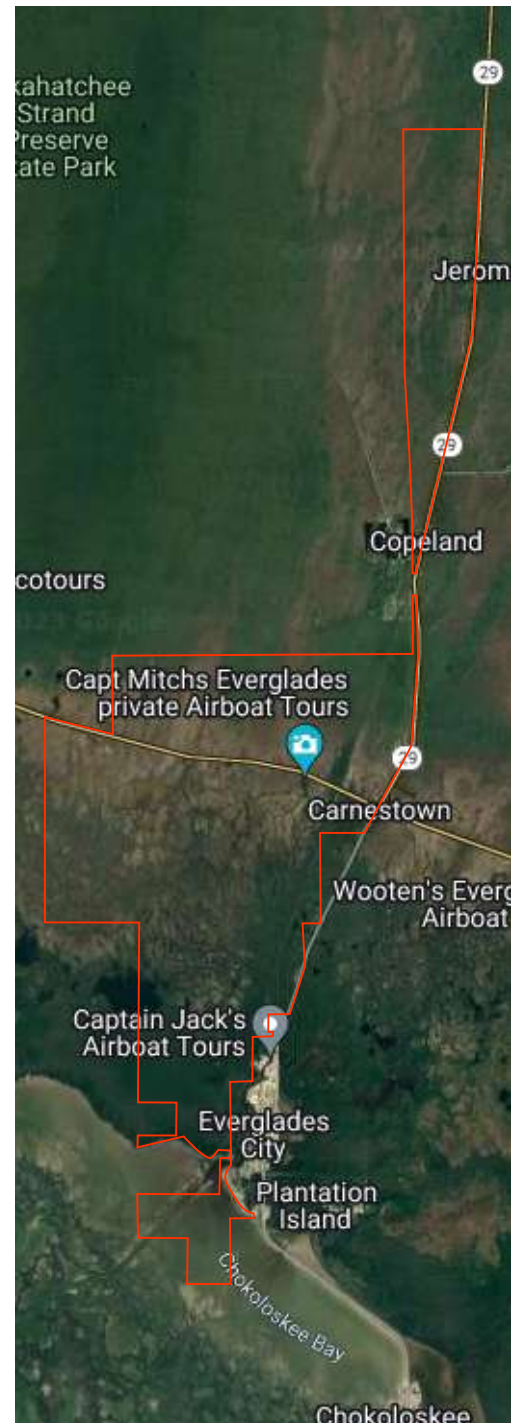 29
kahatchee
Strand
Preserve
tate Park
Jerom
29
Copeland
cotours
Capt Mitchs Everglades
private Airboat Tours
29
Carnestown
Wooten's Everg
Airboat
Captain Jack's
Airboat Tours
Everglades
City
Plantation
Island
Chokoloskee Bay
Chokoloskee